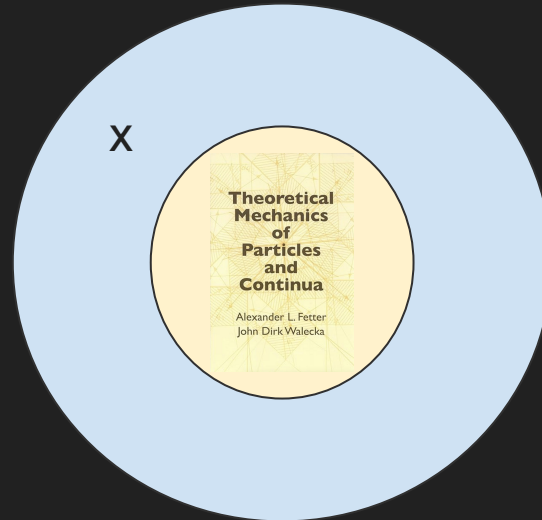 X
Theoretical
Mechanics
of
Particles
and
Continua
Alexander L. Fetter
John Dirk Walecka